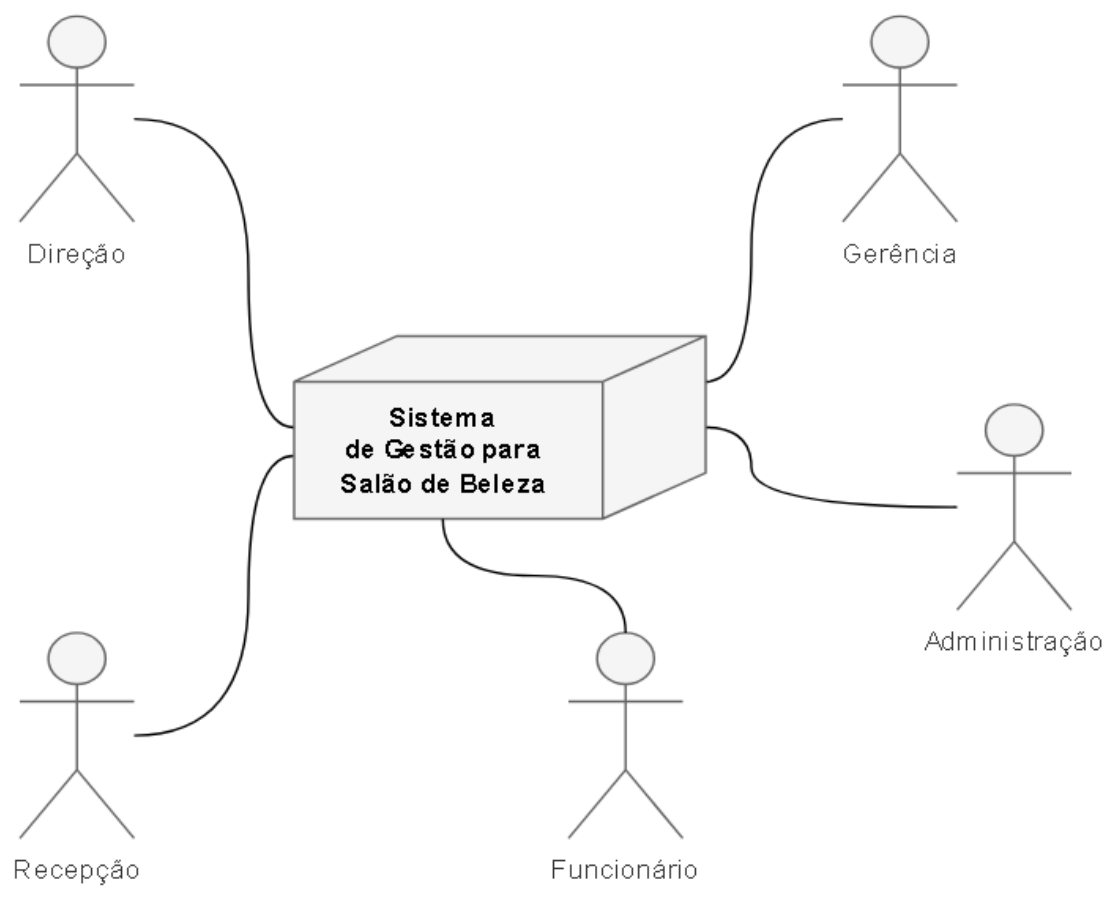 Direção
Gerência
Sistema
de Gestão para
Salão de Beleza
Administração
Recepção
Funcionário